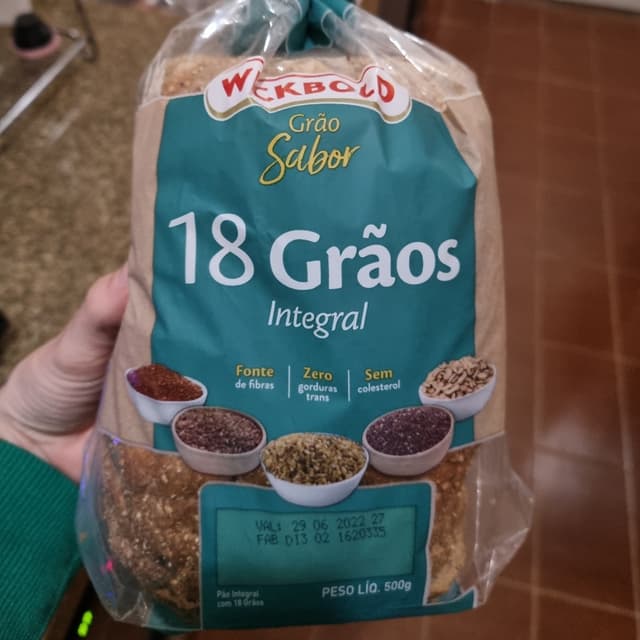 WICKBOLD
Grão
Sabor
18 Grãos
Integral
Fonte
de fibras
Zero
gorduras
trans
Sem
colesterol
VAL: 29 06 2022 27
FAB D13 02 1620335
Pão Integral
com 18 Grãos
PESO LÍQ. 500g